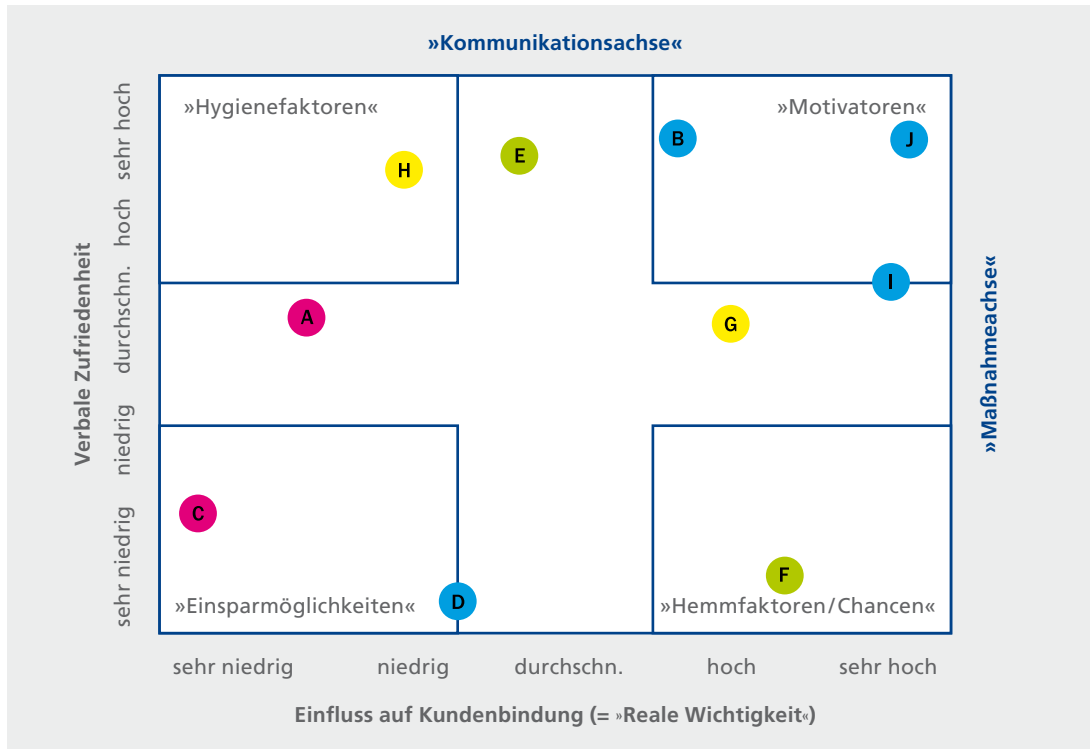 »Kommunikationsachse«
»Hygienefaktoren«
»Motivatoren«
B
J
E
H
I
A
G
C
F
D
»Einsparmöglichkeiten«
»Hemmfaktoren/Chancen«
Verbale Zufriedenheit
sehr hoch
hoch
durchschn.
niedrig
sehr niedrig
»Maßnahmeachse«
sehr niedrig
niedrig
durchschn.
hoch
sehr hoch
Einfluss auf Kundenbindung (= »Reale Wichtigkeit«)